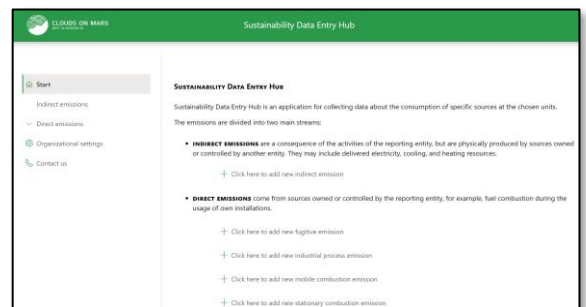 CLOUDS ON MARS
Sustainability Data Entry Hub
Start
Indirect emissions
Direct emissions
Organizational settings
Contact us
SUSTAINABILITY DATA ENTRY HUB
Sustainability Data Entry Hub is an application for collecting data about the consumption of specific sources at the chosen units.
The emissions are divided into two main streams:
• INDIRECT EMISSIONS are a consequence of the activities of the reporting entity, but are physically produced by sources owned
or controlled by another entity. They may include delivered electricity, cooling, and heating resources.
+ Click here to add new indirect emission
• DIRECT EMISSIONS come from sources owned or controlled by the reporting entity, for example, fuel combustion during the
usage of own installations.
+ Click here to add new fugitive emission
+ Click here to add new industrial process emission
+ Click here to add new mobile combustion emission
+ Click here to add new stationary combustion emission